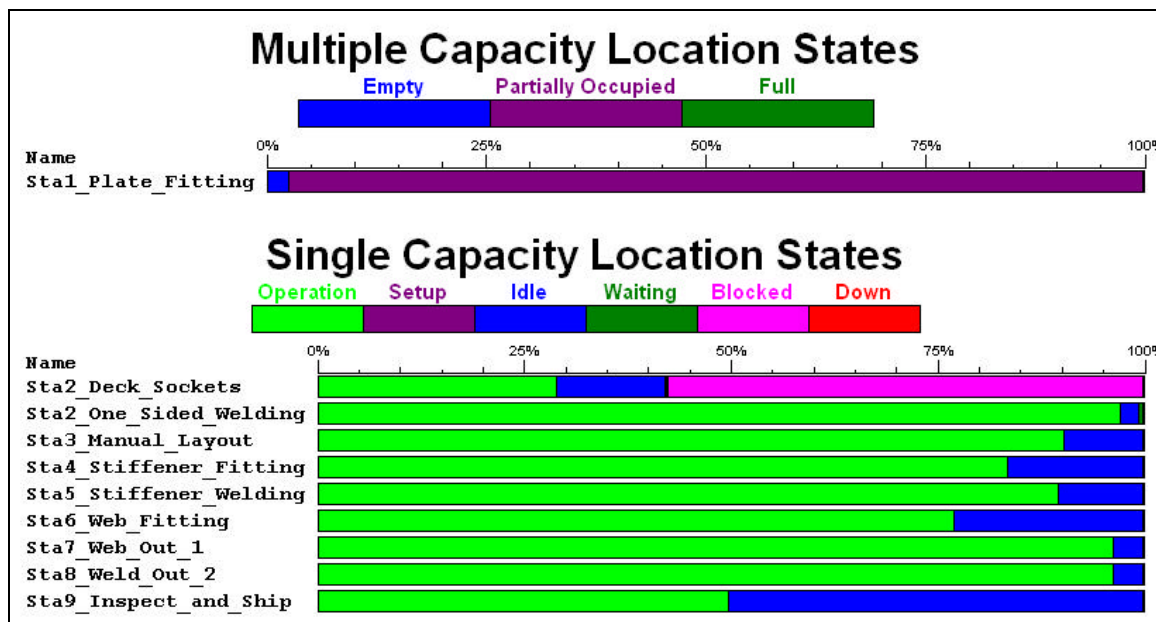 Multiple Capacity Location States
Empty Partially Occupied Full
0% 25% 50% 75% 100%
Name
Sta1_Plate_Fitting
Single Capacity Location States
Operation Setup Idle Waiting Blocked Down
0% 25% 50% 75% 100%
Name
Sta2_Deck_Sockets
Sta2_One_Sided_Welding
Sta3_Manual_Layout
Sta4_Stiffener_Fitting
Sta5_Stiffener_Welding
Sta6_Web_Fitting
Sta7_Web_Out_1
Sta8_Weld_Out_2
Sta9_Inspect_and_Ship